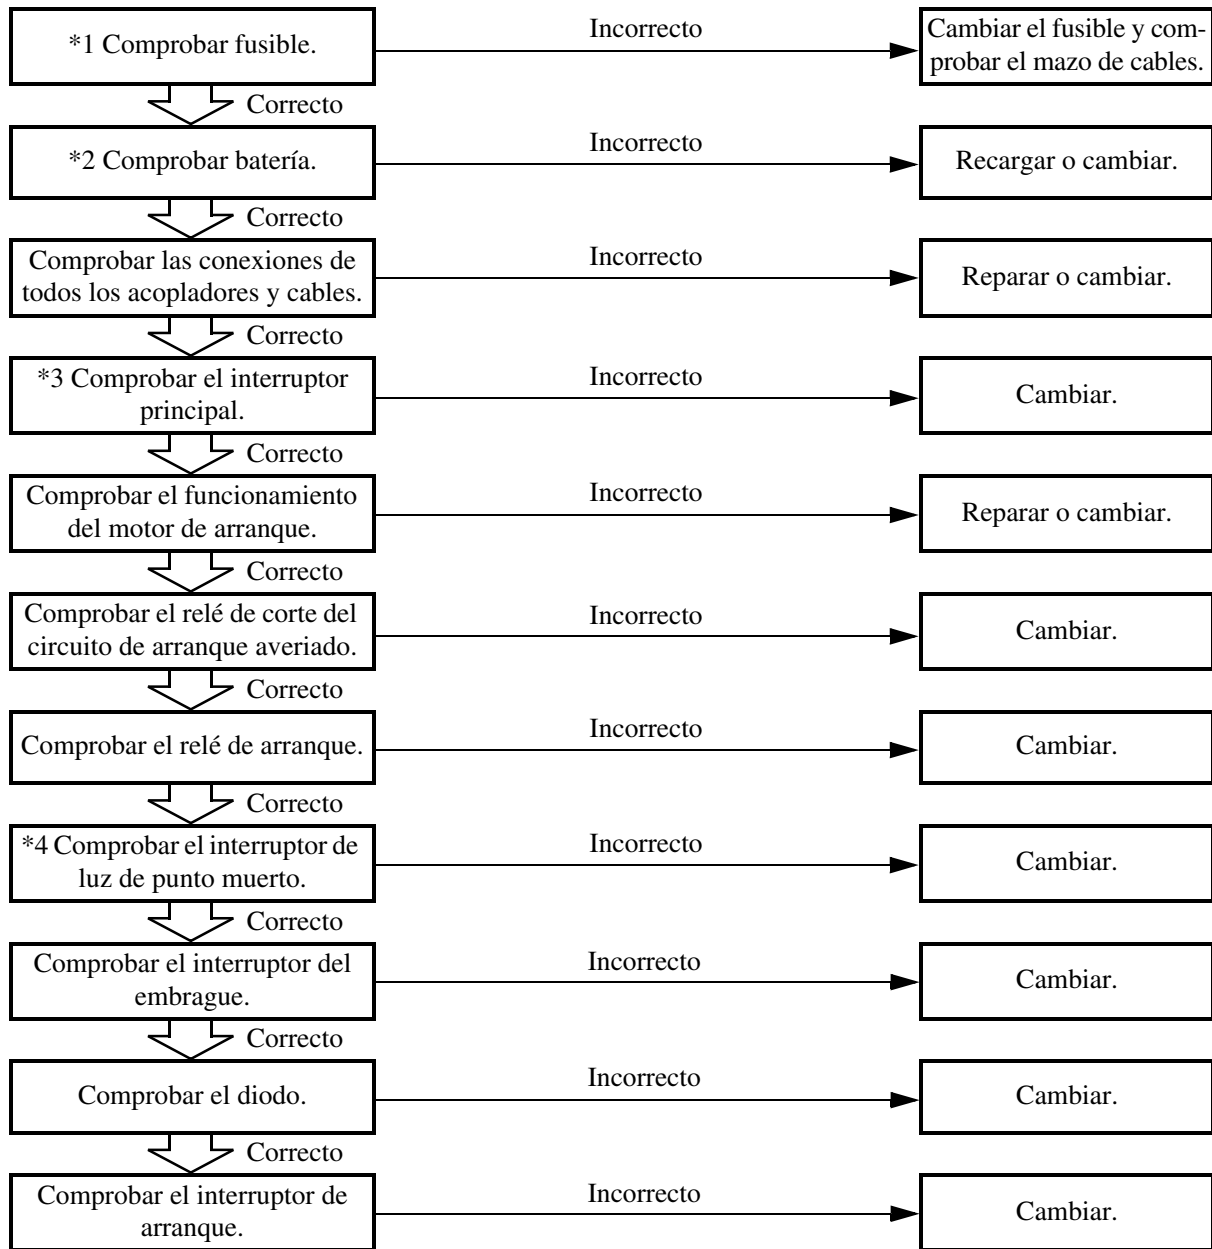 *1 Comprobar fusible.
Incorrecto
Cambiar el fusible y com-
probar el mazo de cables.
Correcto
*2 Comprobar batería.
Incorrecto
Recargar o cambiar.
Correcto
Comprobar las conexiones de
todos los acopladores y cables.
Incorrecto
Reparar o cambiar.
Correcto
*3 Comprobar el interruptor
principal.
Incorrecto
Cambiar.
Correcto
Comprobar el funcionamiento
del motor de arranque.
Incorrecto
Reparar o cambiar.
Correcto
Comprobar el relé de corte del
circuito de arranque averiado.
Incorrecto
Cambiar.
Correcto
Comprobar el relé de arranque.
Incorrecto
Cambiar.
Correcto
*4 Comprobar el interruptor de
luz de punto muerto.
Incorrecto
Cambiar.
Correcto
Comprobar el interruptor del
embrague.
Incorrecto
Cambiar.
Correcto
Comprobar el diodo.
Incorrecto
Cambiar.
Correcto
Comprobar el interruptor de
arranque.
Incorrecto
Cambiar.